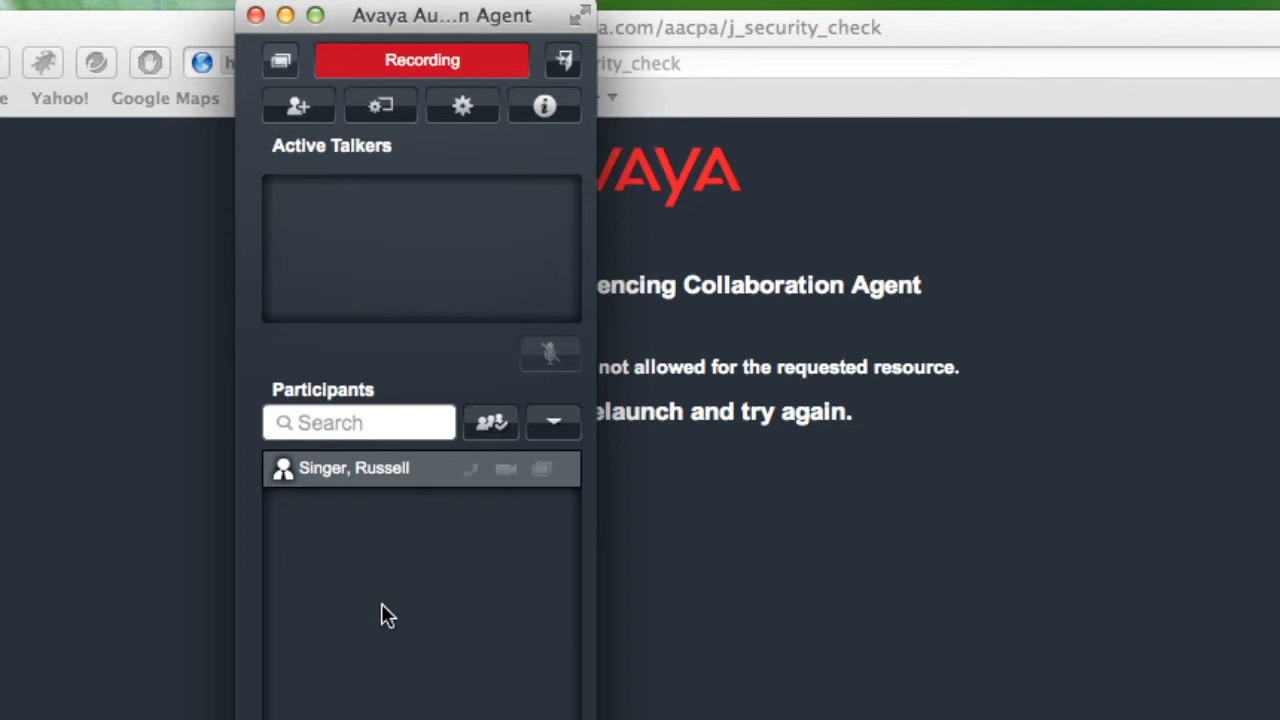 Avaya Au...n Agent
a.com/aacpa/j_security_check
Recording
rity_check
e Yahoo! Google Maps
Active Talkers
AVAYA
encing Collaboration Agent
not allowed for the requested resource.
elaunch and try again.
Participants
Search
Singer, Russell